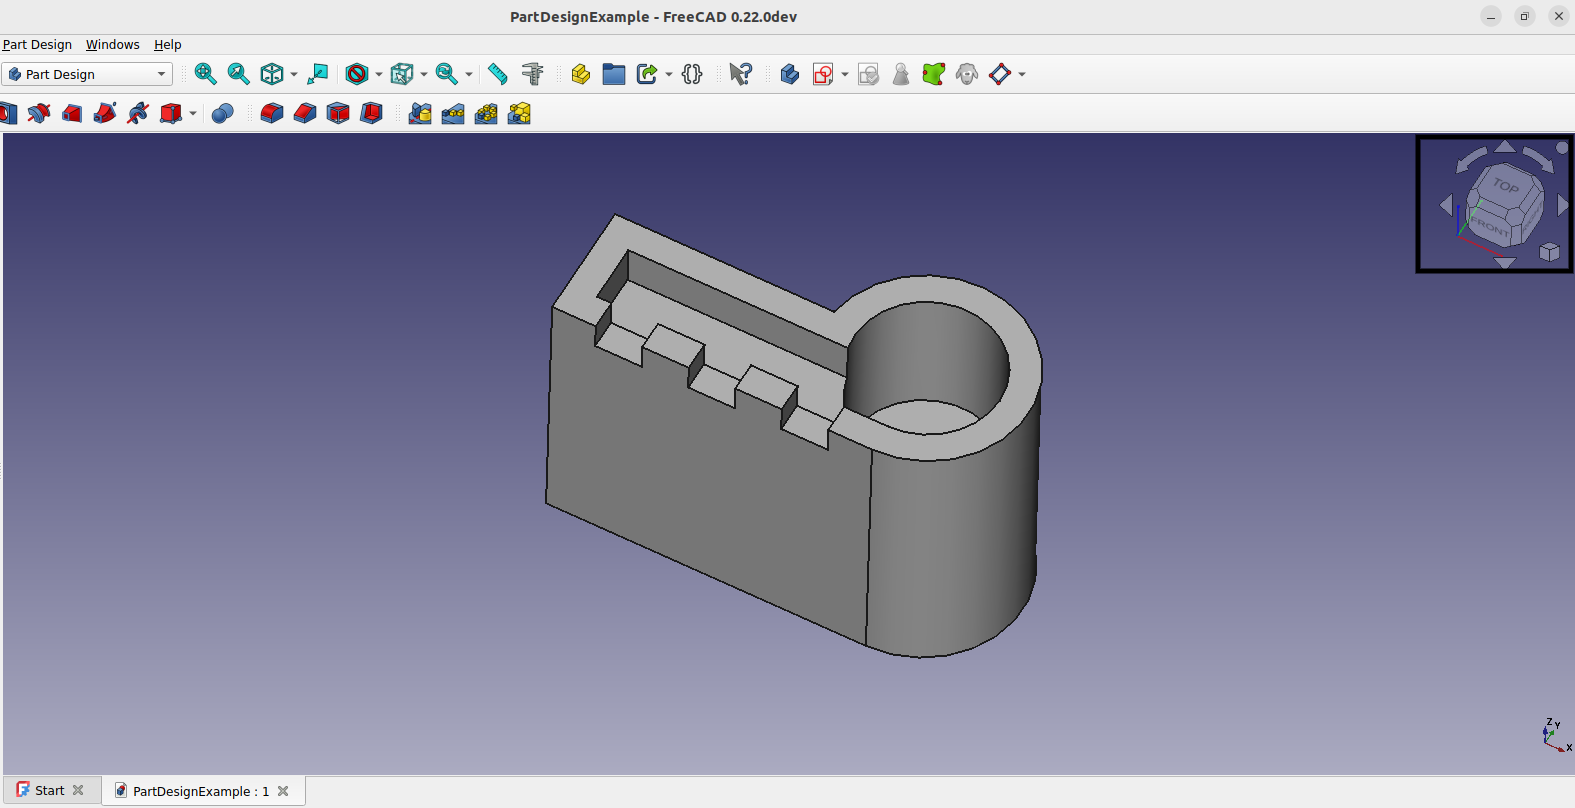 PartDesignExample - FreeCAD 0.22.0dev
Part Design Windows Help
Part Design
TOP
FRONT
Z
Y
X
Start
PartDesignExample : 1